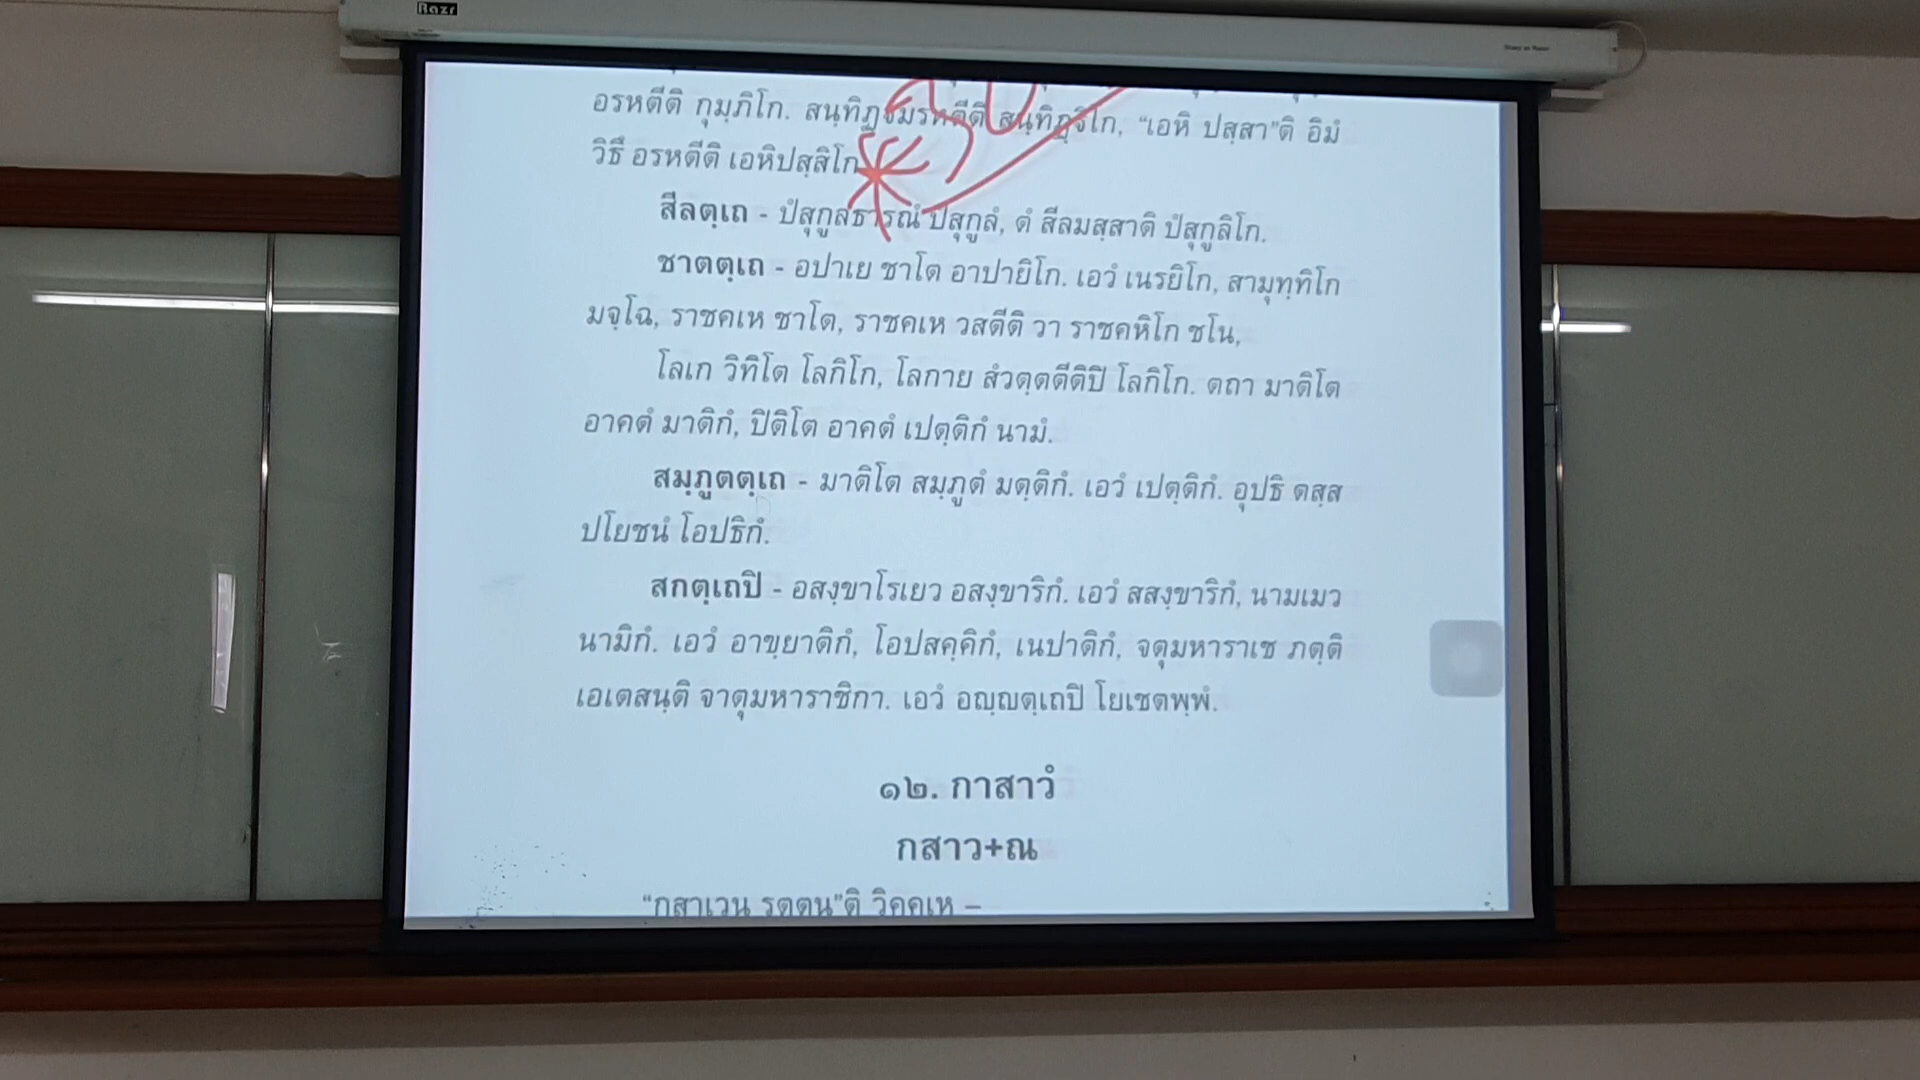 Razr
อรหตีติ กุมฺภิโก. สนฺทิฏฺฐมรหตีติ สนฺทิฏฺฐิโก, “เอหิ ปสฺสา”ติ อิมํ
วิธึ อรหตีติ เอหิปสฺสิโก
สีลตฺเถ - ปํสุกูลธารณํ ปํสุกูลํ, ตํ สีลมสฺสาติ ปํสุกูลิโก.
ชาตตฺเถ - อปาเย ชาโต อาปายิโก. เอวํ เนรยิโก, สามุทฺทิโก
มจฺโฉ, ราชคเห ชาโต, ราชคเห วสตีติ วา ราชคหิโก ชโน,
โลเก วิทิโต โลกิโก, โลกาย สํวตฺตตีติปิ โลกิโก. ตถา มาติโต
อาคตํ มาติกํ, ปิติโต อาคตํ เปตฺติกํ นามํ.
สมฺภูตตฺเถ - มาติโต สมฺภูตํ มตฺติกํ. เอวํ เปตฺติกํ. อุปธิ ตสฺส
ปโยชนํ โอปธิกํ.
สกตฺเถปิ - อสงฺขาโรเยว อสงฺขาริกํ. เอวํ สสงฺขาริกํ, นามเมว
นามิกํ. เอวํ อาขฺยาติกํ, โอปสคฺคิกํ, เนปาติกํ, จตุมหาราเช ภตฺติ
เอเตสนฺติ จาตุมหาราชิกา. เอวํ อญฺญตฺเถปิ โยเชตพฺพํ.
๑๒. กาสาวํ
กสาว+ณ
“กสาเวน รตฺตนฺ”ติ วิคฺคเห –